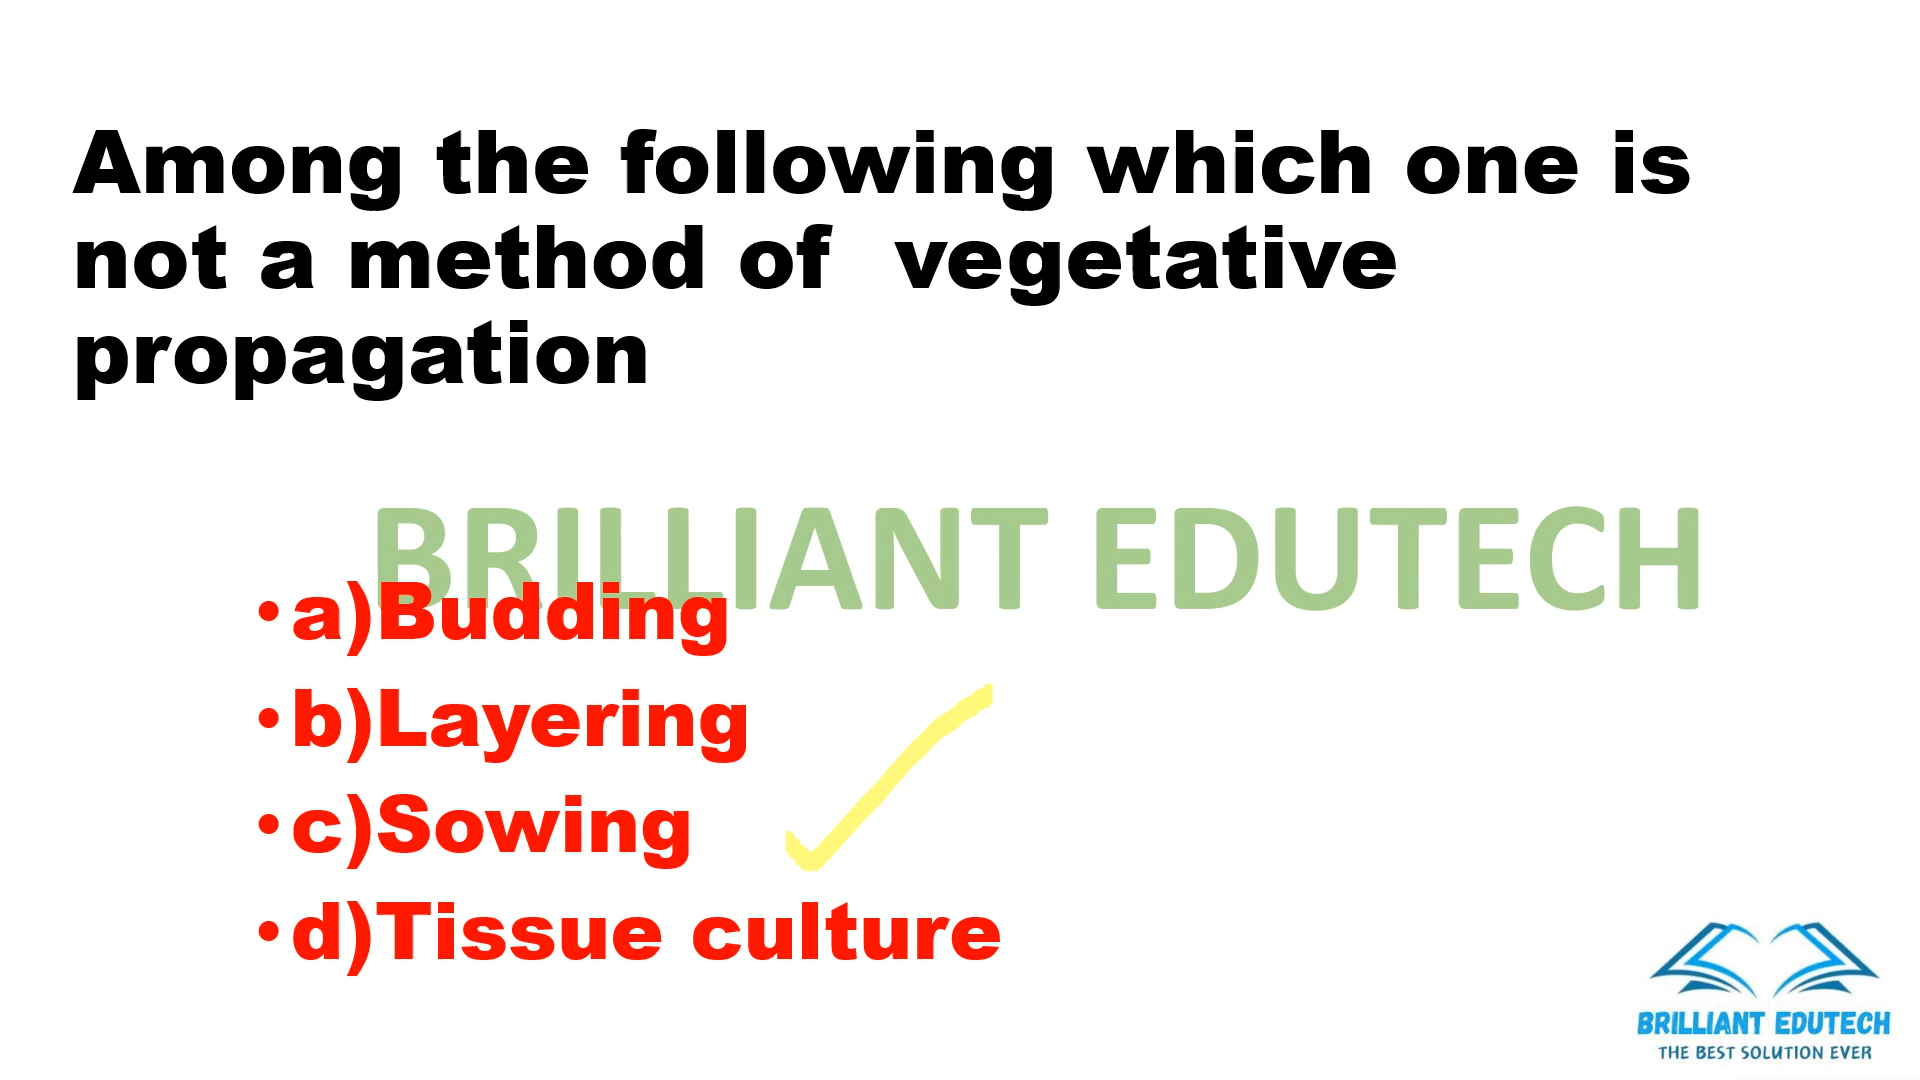 Among the following which one is
not a method of  vegetative
propagation
BRILLIANT EDUTECH
• a)Budding
• b)Layering
• c)Sowing
• d)Tissue culture
BRILLIANT EDUTECH
THE BEST SOLUTION EVER